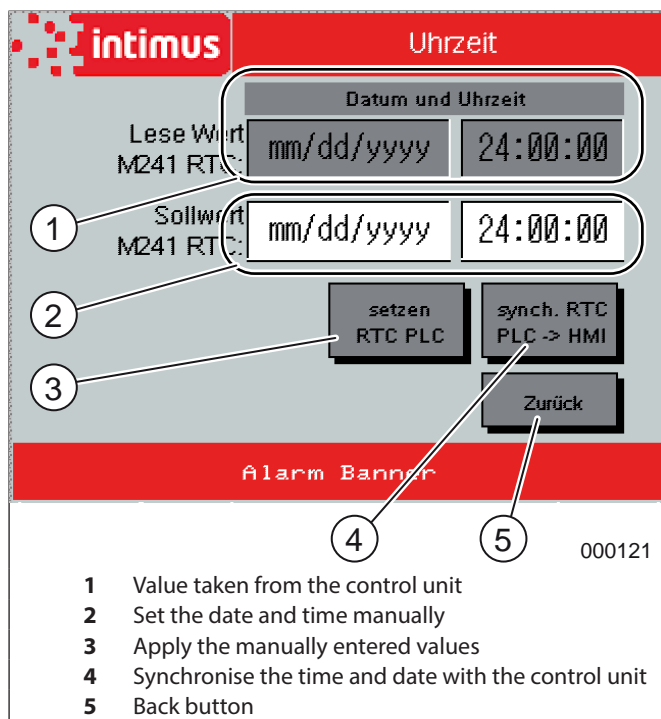 intimus
Uhrzeit
Datum und Uhrzeit
Lese Wert
M241 RTC:
mm/dd/yyyy
24:00:00
Sollwert
M241 RTC:
mm/dd/yyyy
24:00:00
setzen
RTC PLC
synch. RTC
PLC -> HMI
Zurück
Alarm Banner
1
2
3
4
5
000121
1 Value taken from the control unit
2 Set the date and time manually
3 Apply the manually entered values
4 Synchronise the time and date with the control unit
5 Back button